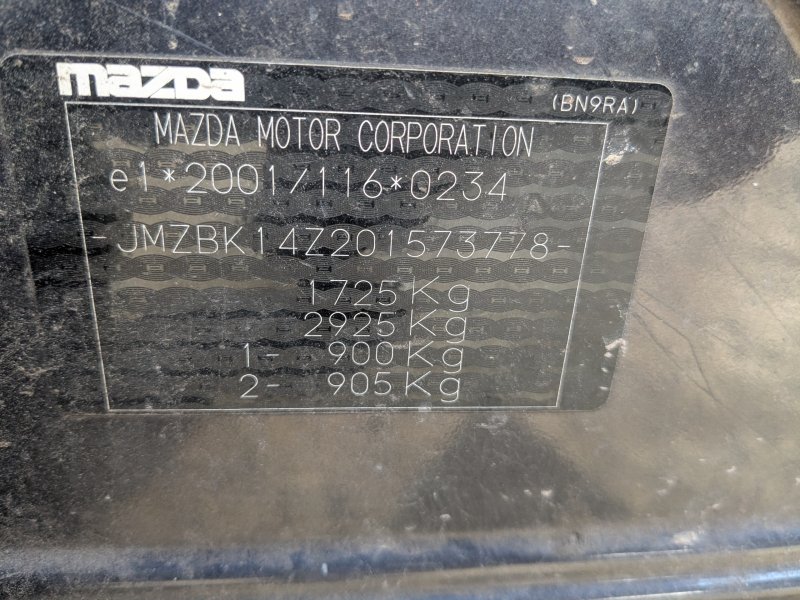 mazda
(BN9RA)
MAZDA MOTOR CORPORATION
e1*2001/116*0234
-JMZBK14Z201573778-
1725Kg
2925Kg
1- 900Kg
2- 905Kg